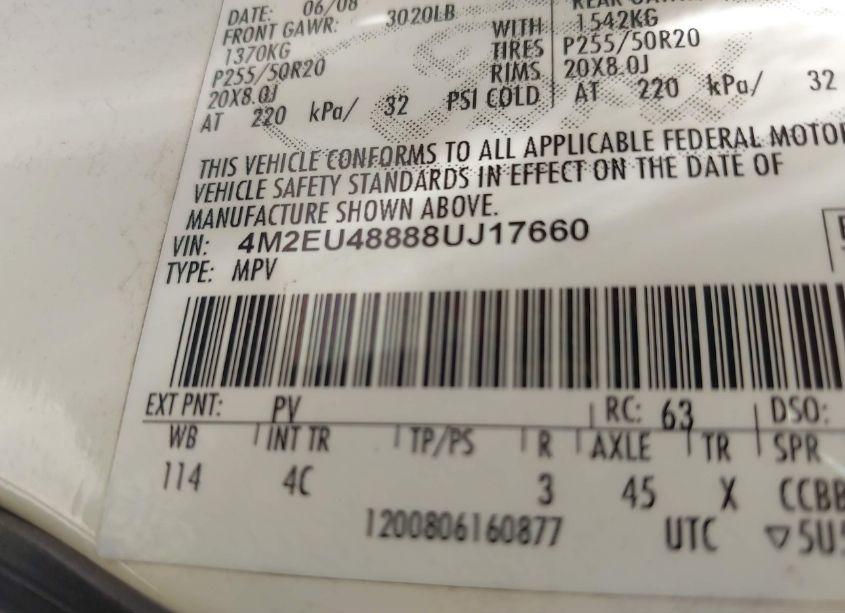 DATE: 06/08
FRONT GAWR: 3020LB
1370KG
P255/50R20
20X8.0J
AT 220 kPa/ 32 PSI COLD
WITH 1542KG
TIRES P255/50R20
RIMS 20X8.0J
AT 220 kPa/ 32
THIS VEHICLE CONFORMS TO ALL APPLICABLE FEDERAL MOTOR
VEHICLE SAFETY STANDARDS IN EFFECT ON THE DATE OF
MANUFACTURE SHOWN ABOVE.
VIN: 4M2EU48888UJ17660
TYPE: MPV
EXT PNT: PV RC: 63 DSO:
WB INT TR TP/PS R AXLE TR SPR
114 4C 3 45 X CCBB
1200806160877 UTC ▽5U5